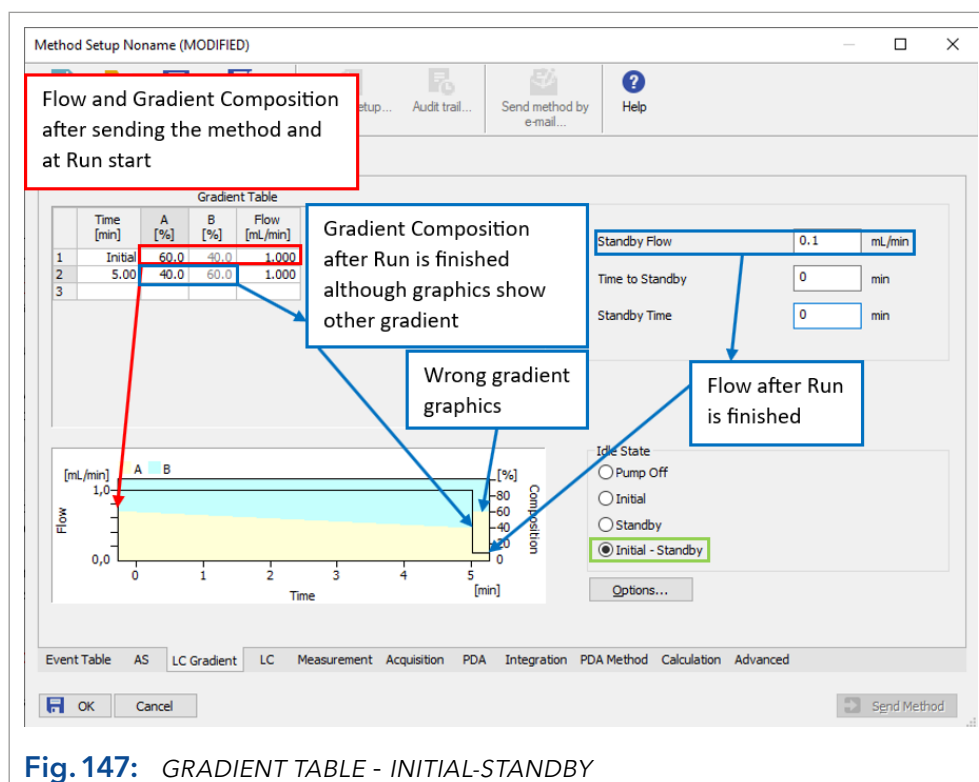 Method Setup Noname (MODIFIED)
Flow and Gradient Composition
after sending the method and
at Run start
Audit trail...
Send method by
e-mail...
Help
Gradient Table
Time
[min]
A
[%]
B
[%]
Flow
[mL/min]
1 Initial 60.0 40.0 1.000
2 5.00 40.0 60.0 1.000
3
Gradient Composition
after Run is finished
although graphics show
other gradient
Standby Flow 0.1 mL/min
Time to Standby 0 min
Standby Time 0 min
Wrong gradient
graphics
Flow after Run
is finished
[mL/min] A B [%]
1,0
0,0
Flow
80
60
40
0
Composition
0 1 2 3 4 5
[min]
Time
Idle State
Pump Off
Initial
Standby
Initial - Standby
Options...
Event Table AS LC Gradient LC Measurement Acquisition PDA Integration PDA Method Calculation Advanced
OK Cancel Send Method
Fig. 147: GRADIENT TABLE - INITIAL-STANDBY